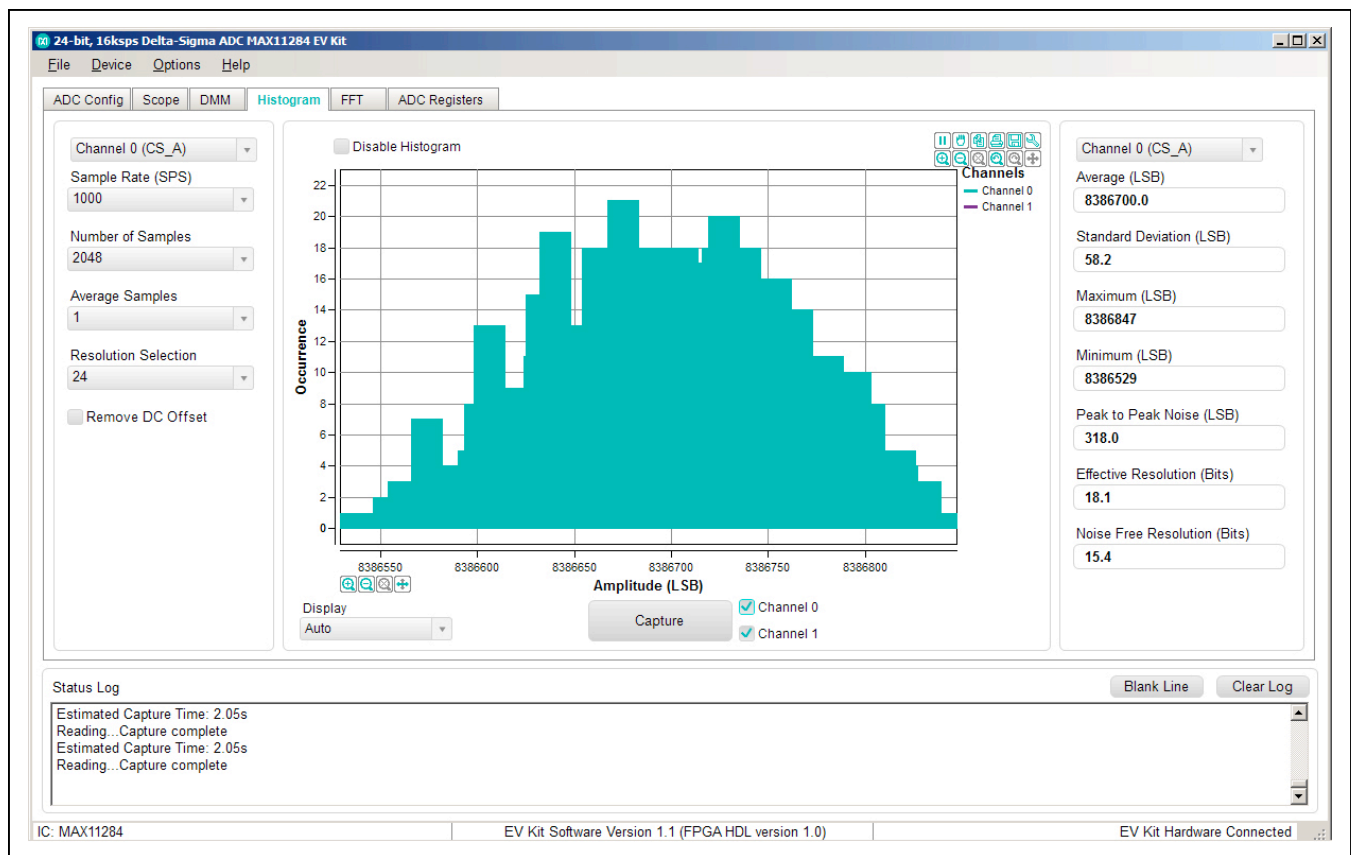 24-bit, 16ksps Delta-Sigma ADC MAX11284 EV Kit
File Device Options Help
ADC Config Scope DMM Histogram FFT ADC Registers
Channel 0 (CS_A)
Sample Rate (SPS)
1000
Number of Samples
2048
Average Samples
1
Resolution Selection
24
Remove DC Offset
Disable Histogram
Channels
Channel 0
Channel 1
Occurrence
22
20
18
16
14
12
10
8
6
4
2
0
8386550 8386600 8386650 8386700 8386750 8386800
Amplitude (LSB)
Display
Auto
Capture
Channel 0
Channel 1
Channel 0 (CS_A)
Average (LSB)
8386700.0
Standard Deviation (LSB)
58.2
Maximum (LSB)
8386847
Minimum (LSB)
8386529
Peak to Peak Noise (LSB)
318.0
Effective Resolution (Bits)
18.1
Noise Free Resolution (Bits)
15.4
Status Log
Blank Line Clear Log
Estimated Capture Time: 2.05s
Reading...Capture complete
Estimated Capture Time: 2.05s
Reading...Capture complete
IC: MAX11284 EV Kit Software Version 1.1 (FPGA HDL version 1.0) EV Kit Hardware Connected